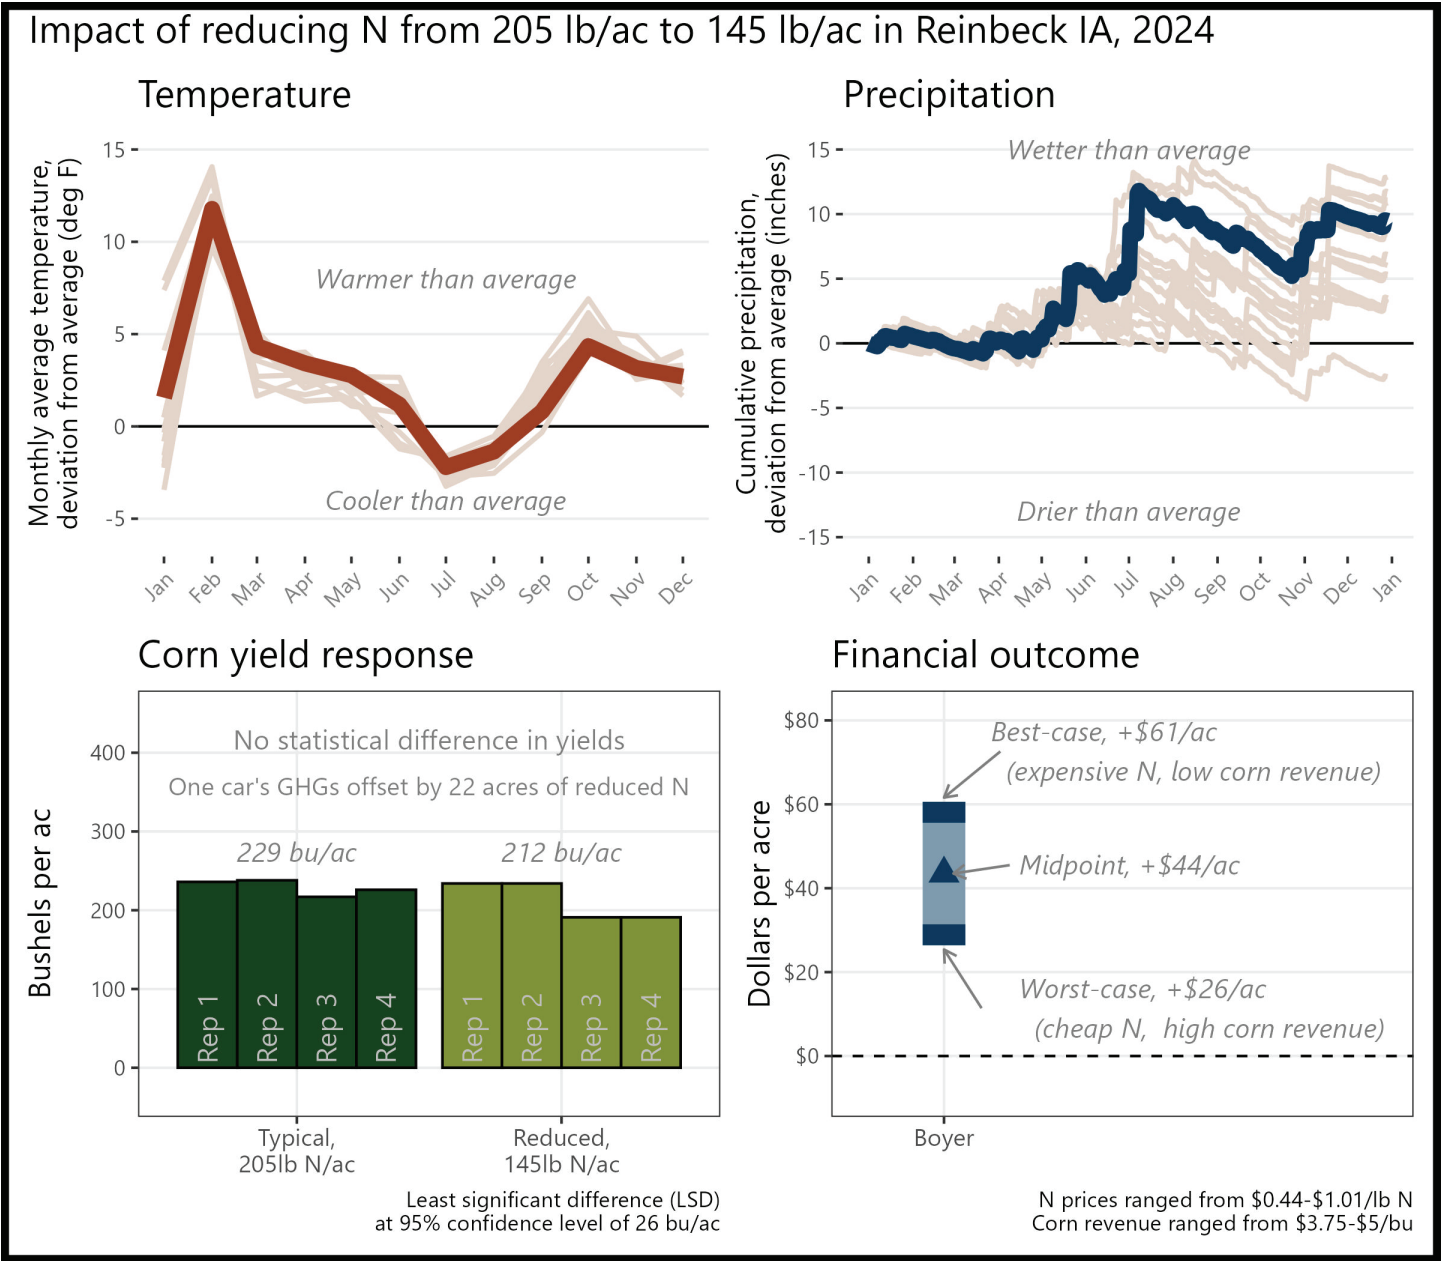 Impact of reducing N from 205 lb/ac to 145 lb/ac in Reinbeck IA, 2024
Temperature
Monthly average temperature,
deviation from average (deg F)
15
10
5
0
-5
Warmer than average
Cooler than average
Jan
Feb
Mar
Apr
May
Jun
Jul
Aug
Sep
Oct
Nov
Dec
Precipitation
Cumulative precipitation,
deviation from average (inches)
15
10
5
0
-5
-10
-15
Wetter than average
Drier than average
Jan
Feb
Mar
Apr
May
Jun
Jul
Aug
Sep
Oct
Nov
Dec
Jan
Corn yield response
Bushels per ac
400
300
200
100
0
No statistical difference in yields
One car's GHGs offset by 22 acres of reduced N
229 bu/ac
212 bu/ac
Rep 1
Rep 2
Rep 3
Rep 4
Rep 1
Rep 2
Rep 3
Rep 4
Typical,
205lb N/ac
Reduced,
145lb N/ac
Least significant difference (LSD)
at 95% confidence level of 26 bu/ac
Financial outcome
Dollars per acre
$80
$60
$40
$20
$0
Best-case, +$61/ac
(expensive N, low corn revenue)
Midpoint, +$44/ac
Worst-case, +$26/ac
(cheap N,  high corn revenue)
Boyer
N prices ranged from $0.44-$1.01/lb N
Corn revenue ranged from $3.75-$5/bu